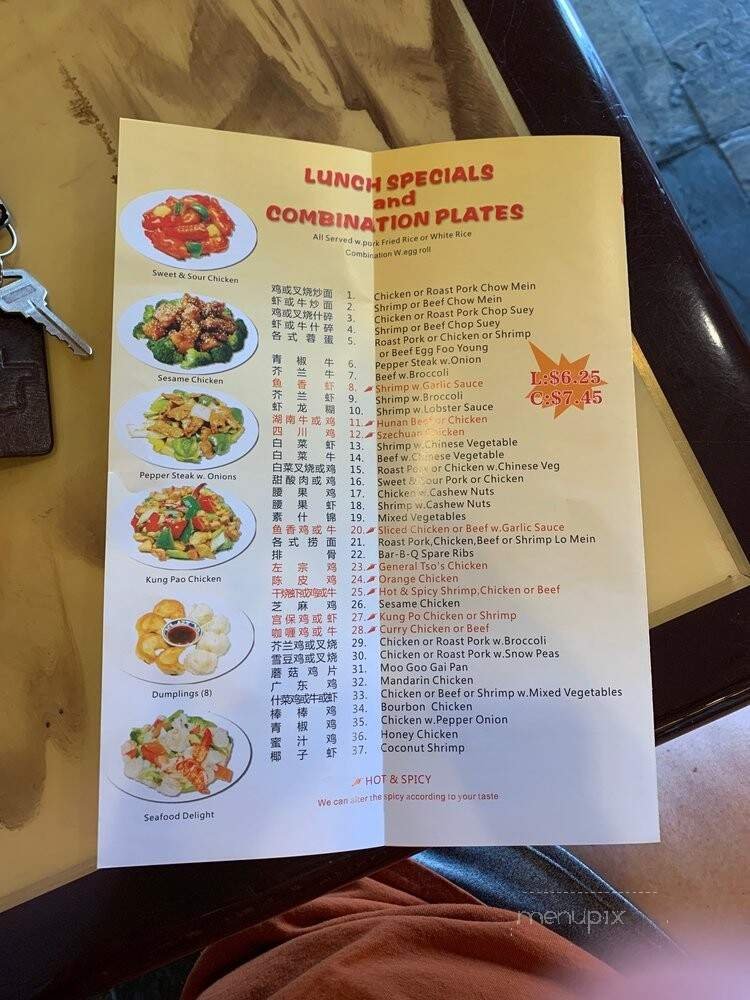 LUNCH SPECIALS
and
COMBINATION PLATES
All Served w.pork Fried Rice or White Rice
Combination W.egg roll
Sweet & Sour Chicken
Sesame Chicken
Pepper Steak w. Onions
Kung Pao Chicken
Dumplings (8)
Seafood Delight
鸡或叉烧炒面 1. Chicken or Roast Pork Chow Mein
虾或牛炒面 2. Shrimp or Beef Chow Mein
鸡或叉烧什碎 3. Chicken or Roast Pork Chop Suey
虾或牛什碎 4. Shrimp or Beef Chop Suey
各式蓉蛋 5. Roast Pork or Chicken or Shrimp
or Beef Egg Foo Young
青椒牛 6. Pepper Steak w.Onion
芥兰牛 7. Beef w.Broccoli
鱼香虾 8. Shrimp w.Garlic Sauce
芥兰虾 9. Shrimp w.Broccoli
虾龙糊 10. Shrimp w.Lobster Sauce
湖南牛或鸡 11. Hunan Beef or Chicken
四川鸡 12. Szechuan Chicken
白菜虾 13. Shrimp w.Chinese Vegetable
白菜牛 14. Beef w.Chinese Vegetable
白菜叉烧或鸡 15. Roast Pork or Chicken w.Chinese Veg
甜酸肉或鸡 16. Sweet & Sour Pork or Chicken
腰果鸡 17. Chicken w.Cashew Nuts
腰果虾 18. Shrimp w.Cashew Nuts
素什锦 19. Mixed Vegetables
鱼香鸡或牛 20. Sliced Chicken or Beef w.Garlic Sauce
各式捞面 21. Roast Pork,Chicken,Beef or Shrimp Lo Mein
排骨 22. Bar-B-Q Spare Ribs
左宗鸡 23. General Tso's Chicken
陈皮鸡 24. Orange Chicken
干烧虾或鸡或牛 25. Hot & Spicy Shrimp,Chicken or Beef
芝麻鸡 26. Sesame Chicken
宫保鸡或虾 27. Kung Po Chicken or Shrimp
咖喱鸡或牛 28. Curry Chicken or Beef
芥兰鸡或叉烧 29. Chicken or Roast Pork w.Broccoli
雪豆鸡或叉烧 30. Chicken or Roast Pork w.Snow Peas
蘑菇鸡片 31. Moo Goo Gai Pan
广东鸡 32. Mandarin Chicken
什菜鸡或牛或虾 33. Chicken or Beef or Shrimp w.Mixed Vegetables
棒棒鸡 34. Bourbon Chicken
青椒鸡 35. Chicken w.Pepper Onion
蜜汁鸡 36. Honey Chicken
椰子虾 37. Coconut Shrimp
L:$6.25
C:$7.45
HOT & SPICY
We can alter the spicy according to your taste
menupix